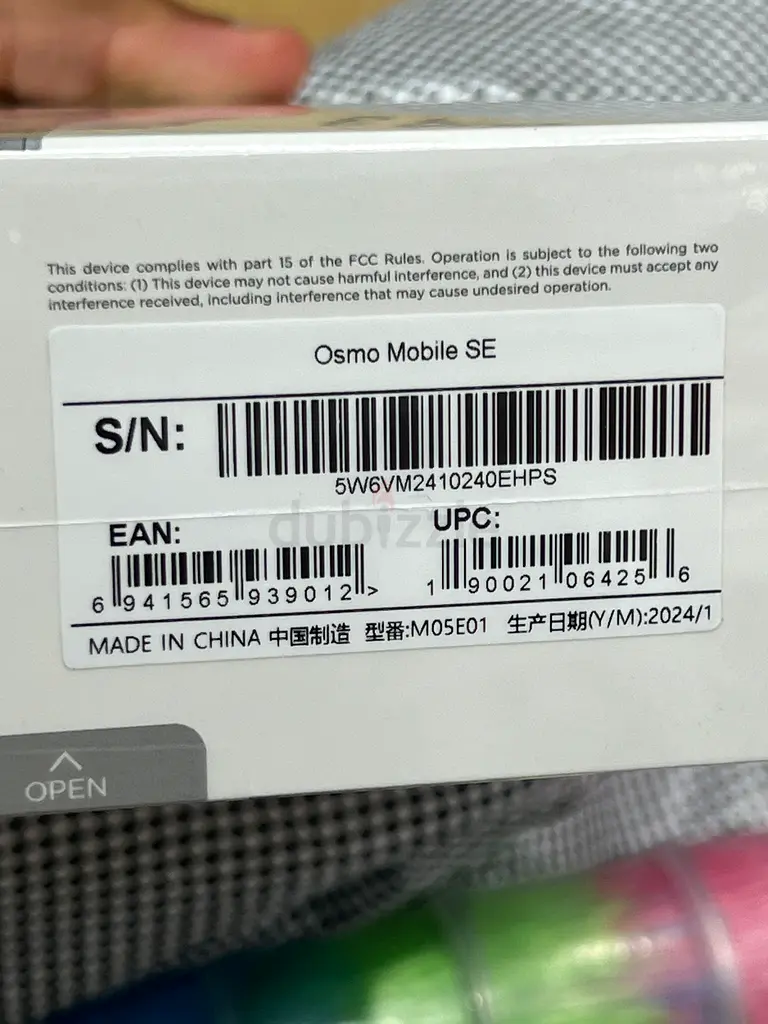 This device complies with part 15 of the FCC Rules. Operation is subject to the following two
conditions: (1) This device may not cause harmful interference, and (2) this device must accept any
interference received, including interference that may cause undesired operation.
Osmo Mobile SE
S/N:
5W6VM2410240EHPS
dubizzle
EAN:
6 941565 939012 >
UPC:
1 90021 06425 6
MADE IN CHINA 中国制造 型番:M05E01 生产日期(Y/M):2024/1
OPEN